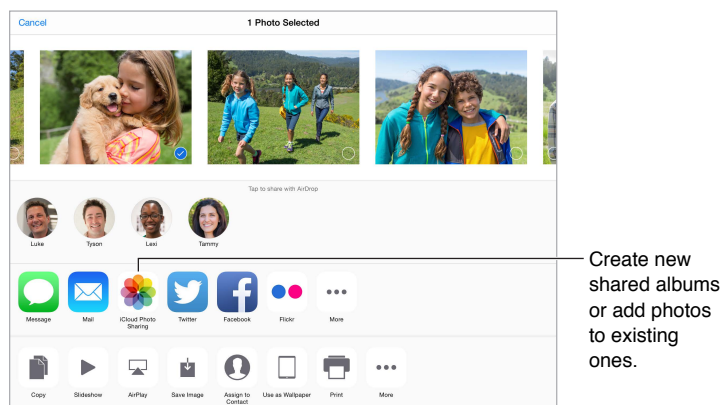 Cancel
1 Photo Selected
Tap to share with AirDrop
Luke
Tyson
Lexi
Tammy
Message
Mail
iCloud Photo
Sharing
Twitter
Facebook
Flickr
More
Create new
shared albums
or add photos
to existing
ones.
Copy
Slideshow
AirPlay
Save Image
Assign to
Contact
Use as Wallpaper
Print
More